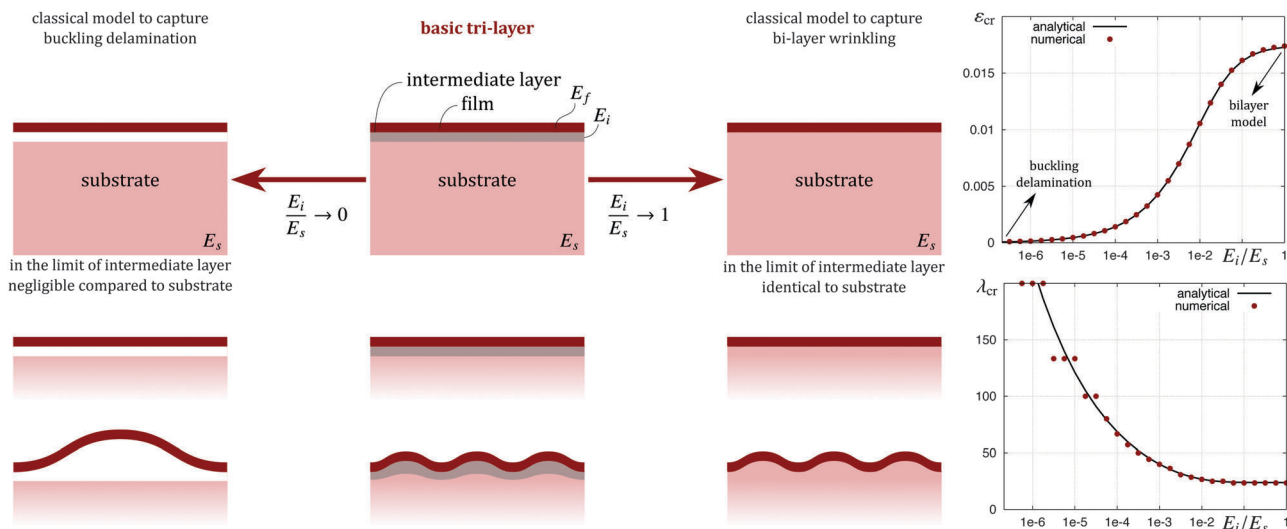 classical model to capture
buckling delamination
basic tri-layer
classical model to capture
bi-layer wrinkling
intermediate layer
film
E_f
E_i
substrate
E_s
substrate
E_s
substrate
E_s
E_i
E_s → 0
E_i
E_s → 1
in the limit of intermediate layer
negligible compared to substrate
in the limit of intermediate layer
identical to substrate
ε_cr
analytical
numerical
0.015
0.01
0.005
0
bilayer
model
buckling
delamination
1e-6 1e-5 1e-4 1e-3 1e-2 E_i/E_s 1
λ_cr
analytical
numerical
150
100
50
0
1e-6 1e-5 1e-4 1e-3 1e-2 E_i/E_s 1